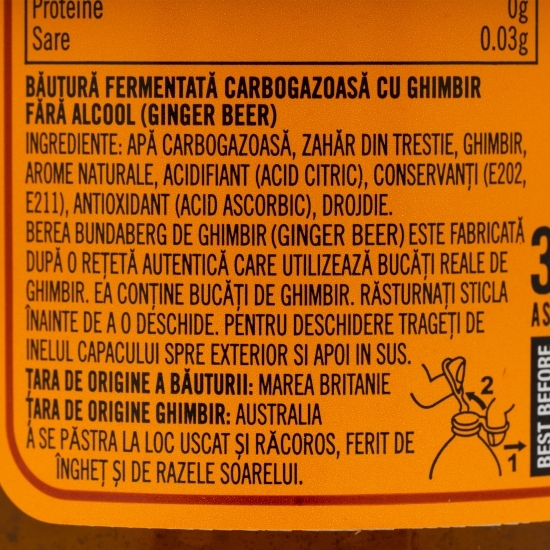 Proteine 0g
Sare 0.03g
BĂUTURĂ FERMENTATĂ CARBOGAZOASĂ CU GHIMBIR
FĂRĂ ALCOOL (GINGER BEER)
INGREDIENTE: APĂ CARBOGAZOASĂ, ZAHĂR DIN TRESTIE, GHIMBIR,
AROME NATURALE, ACIDIFIANT (ACID CITRIC), CONSERVANȚI (E202,
E211), ANTIOXIDANT (ACID ASCORBIC), DROJDIE.
BEREA BUNDABERG DE GHIMBIR (GINGER BEER) ESTE FABRICATĂ
DUPĂ O REȚETĂ AUTENTICĂ CARE UTILIZEAZĂ BUCĂȚI REALE DE
GHIMBIR. EA CONȚINE BUCĂȚI DE GHIMBIR. RĂSTURNAȚI STICLA
ÎNAINTE DE A O DESCHIDE. PENTRU DESCHIDERE TRAGEȚI DE
INELUL CAPACULUI SPRE EXTERIOR SI APOI IN SUS.
ȚARA DE ORIGINE A BĂUTURII: MAREA BRITANIE
ȚARA DE ORIGINE GHIMBIR: AUSTRALIA
A SE PĂSTRA LA LOC USCAT ȘI RĂCOROS, FERIT DE
ÎNGHEȚ ȘI DE RAZELE SOARELUI.
2
1
3
AS
BEST BEFORE